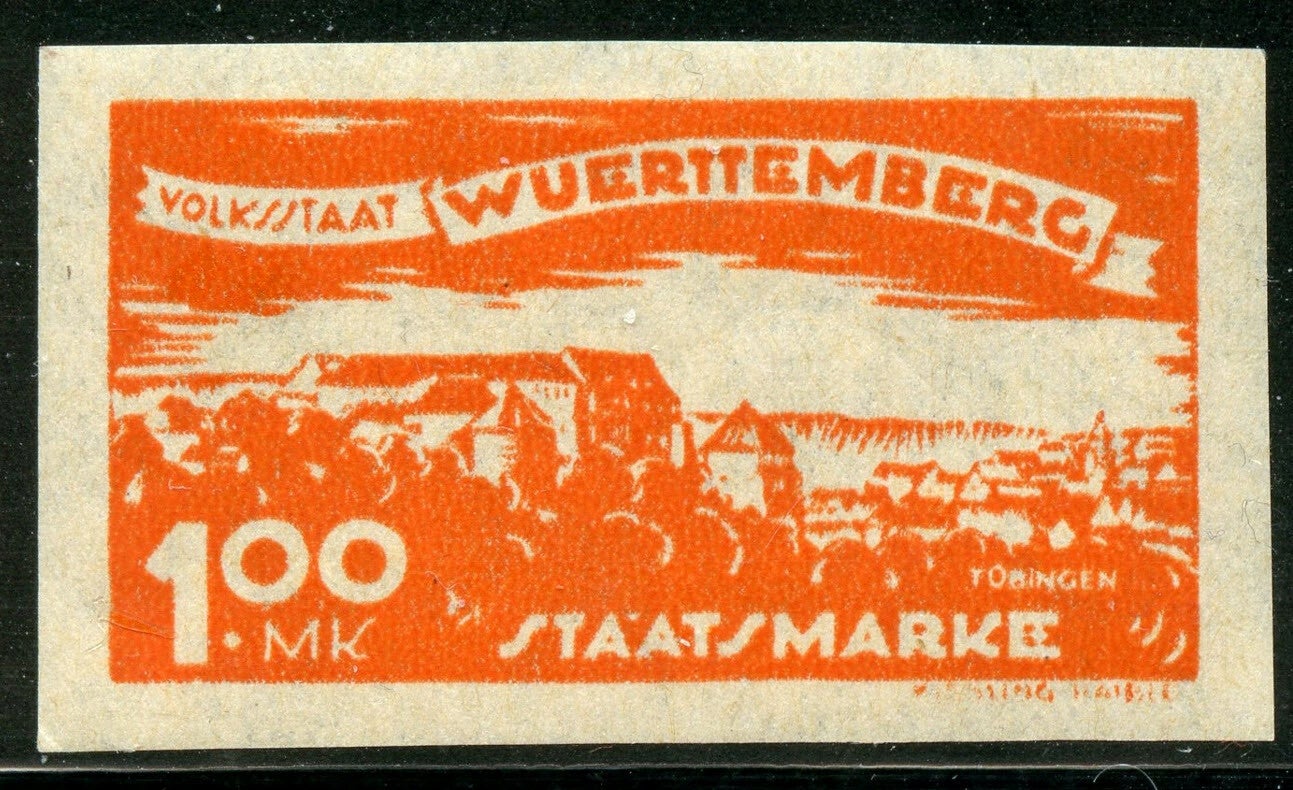 VOLKSSTAAT WUERTTEMBERG
1.00 MK
TÜBINGEN
STAATSMARKE